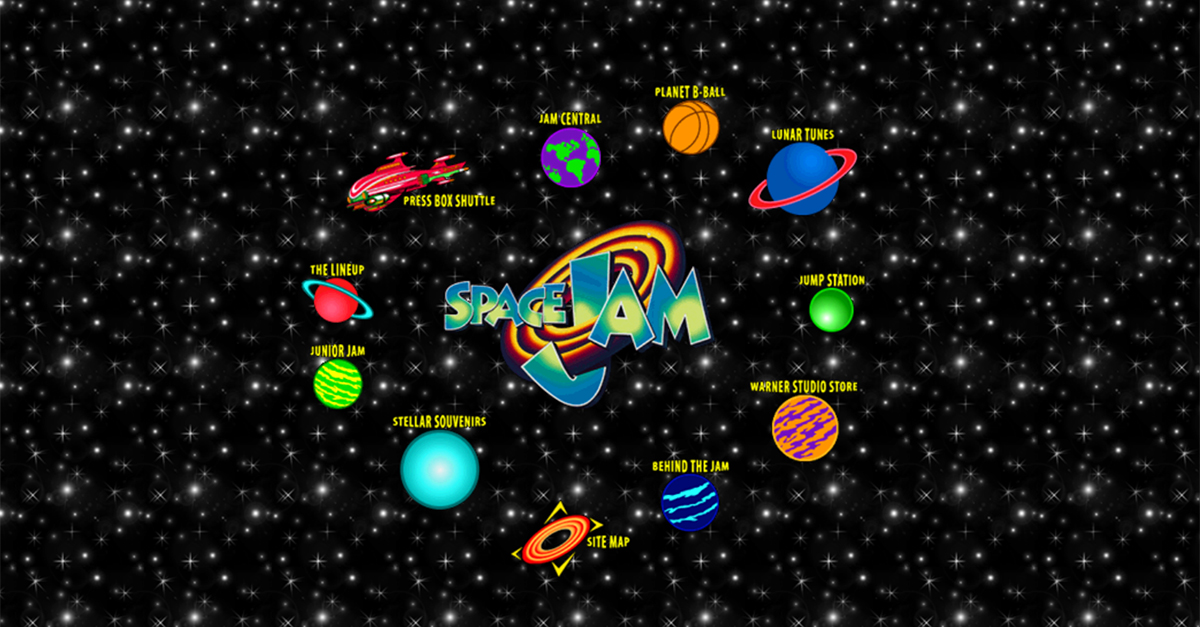 PLANET B-BALL
JAM CENTRAL
LUNAR TUNES
PRESS BOX SHUTTLE
THE LINEUP
SPACE JAM
JUMP STATION
JUNIOR JAM
WARNER STUDIO STORE
STELLAR SOUVENIRS
BEHIND THE JAM
SITE MAP